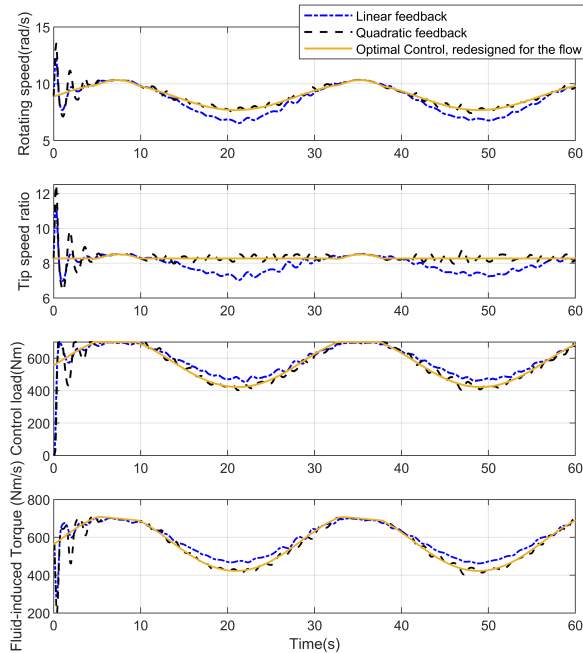 Linear feedback
Quadratic feedback
Optimal Control, redesigned for the flow
Rotating speed(rad/s)
15
10
5
0 10 20 30 40 50 60
Tip speed ratio
12
10
8
6
0 10 20 30 40 50 60
Control load(Nm)
600
400
200
0
0 10 20 30 40 50 60
Fluid-induced Torque (Nm/s)
800
600
400
200
0 10 20 30 40 50 60
Time(s)